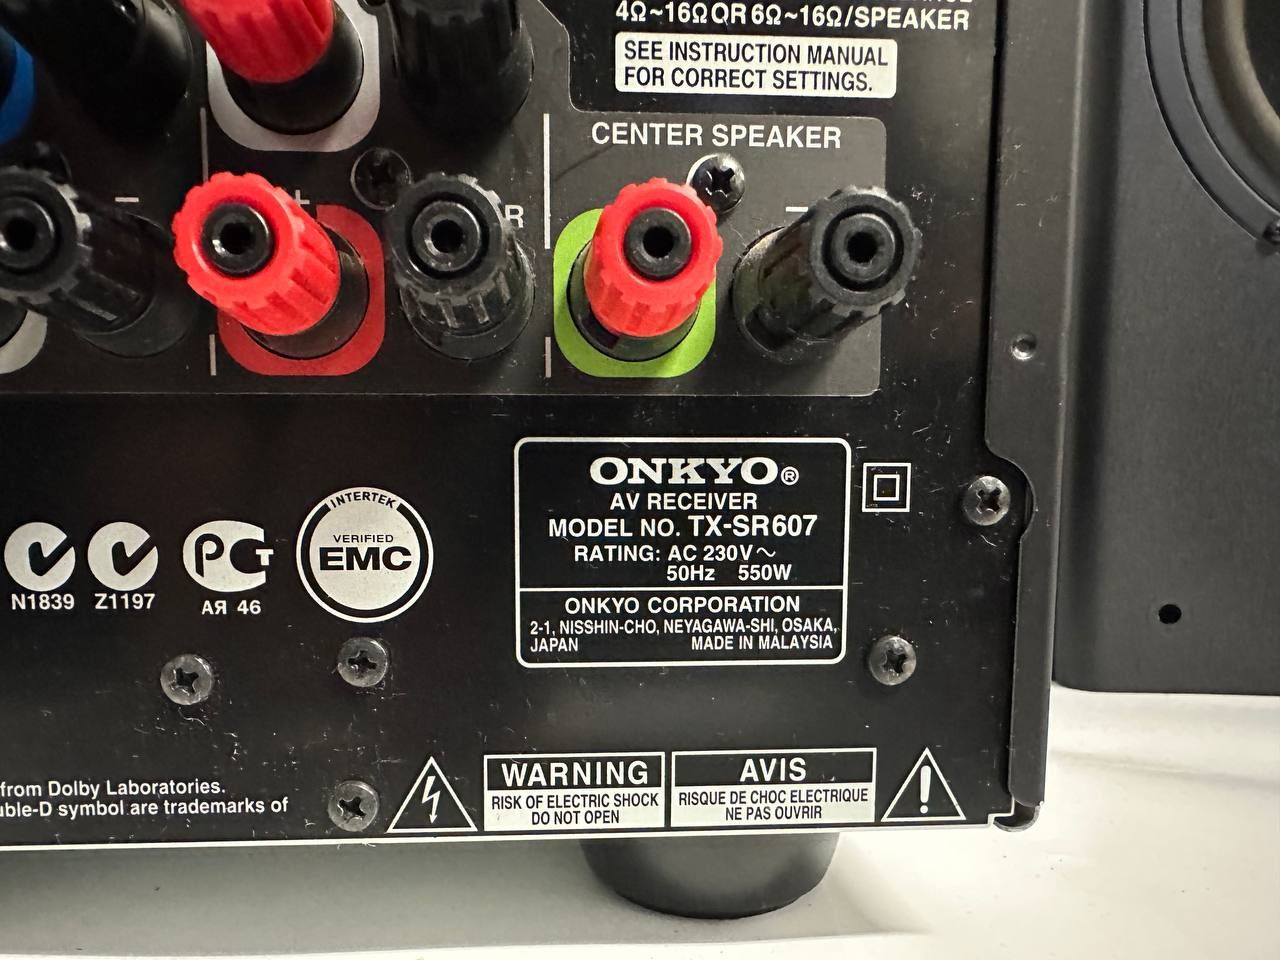 4Ω~16Ω OR 6Ω~16Ω/SPEAKER
SEE INSTRUCTION MANUAL
FOR CORRECT SETTINGS.
CENTER SPEAKER
R
ONKYO®
AV RECEIVER
MODEL NO. TX-SR607
RATING: AC 230V~
50Hz 550W
ONKYO CORPORATION
2-1, NISSHIN-CHO, NEYAGAWA-SHI, OSAKA,
JAPAN MADE IN MALAYSIA
N1839 Z1197
РСТ
АЯ 46
INTERTEK
VERIFIED
EMC
from Dolby Laboratories.
symbol are trademarks of
WARNING
RISK OF ELECTRIC SHOCK
DO NOT OPEN
AVIS
RISQUE DE CHOC ELECTRIQUE
NE PAS OUVRIR